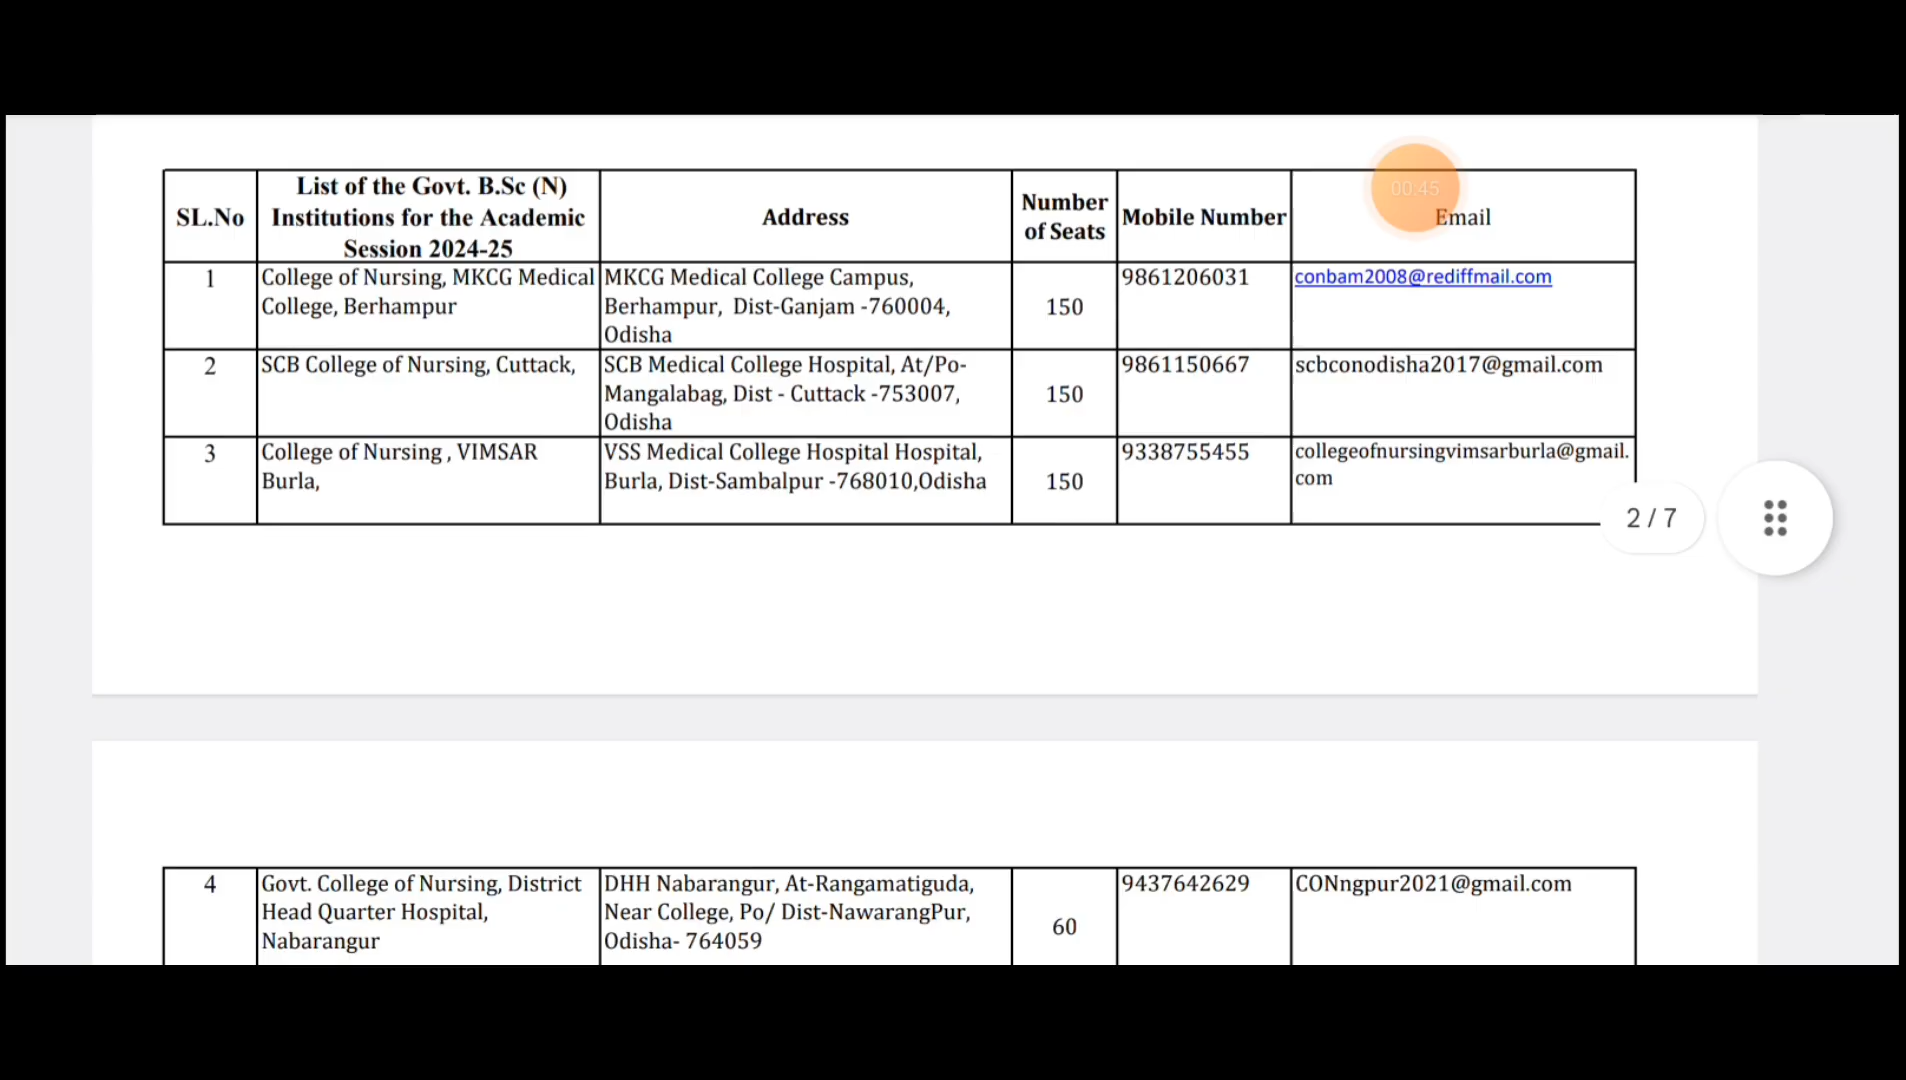 SL.No
List of the Govt. B.Sc (N)
Institutions for the Academic
Session 2024-25
Address
Number
of Seats
Mobile Number
00:45
Email
1
College of Nursing, MKCG Medical
College, Berhampur
MKCG Medical College Campus,
Berhampur, Dist-Ganjam -760004,
Odisha
150
9861206031
conbam2008@rediffmail.com
2
SCB College of Nursing, Cuttack,
SCB Medical College Hospital, At/Po-
Mangalabag, Dist - Cuttack -753007,
Odisha
150
9861150667
scbconodisha2017@gmail.com
3
College of Nursing , VIMSAR
Burla,
VSS Medical College Hospital Hospital,
Burla, Dist-Sambalpur -768010,Odisha
150
9338755455
collegeofnursingvimsarburla@gmail.
com
2 / 7
4
Govt. College of Nursing, District
Head Quarter Hospital,
Nabarangur
DHH Nabarangur, At-Rangamatiguda,
Near College, Po/ Dist-NawarangPur,
Odisha- 764059
60
9437642629
CONngpur2021@gmail.com